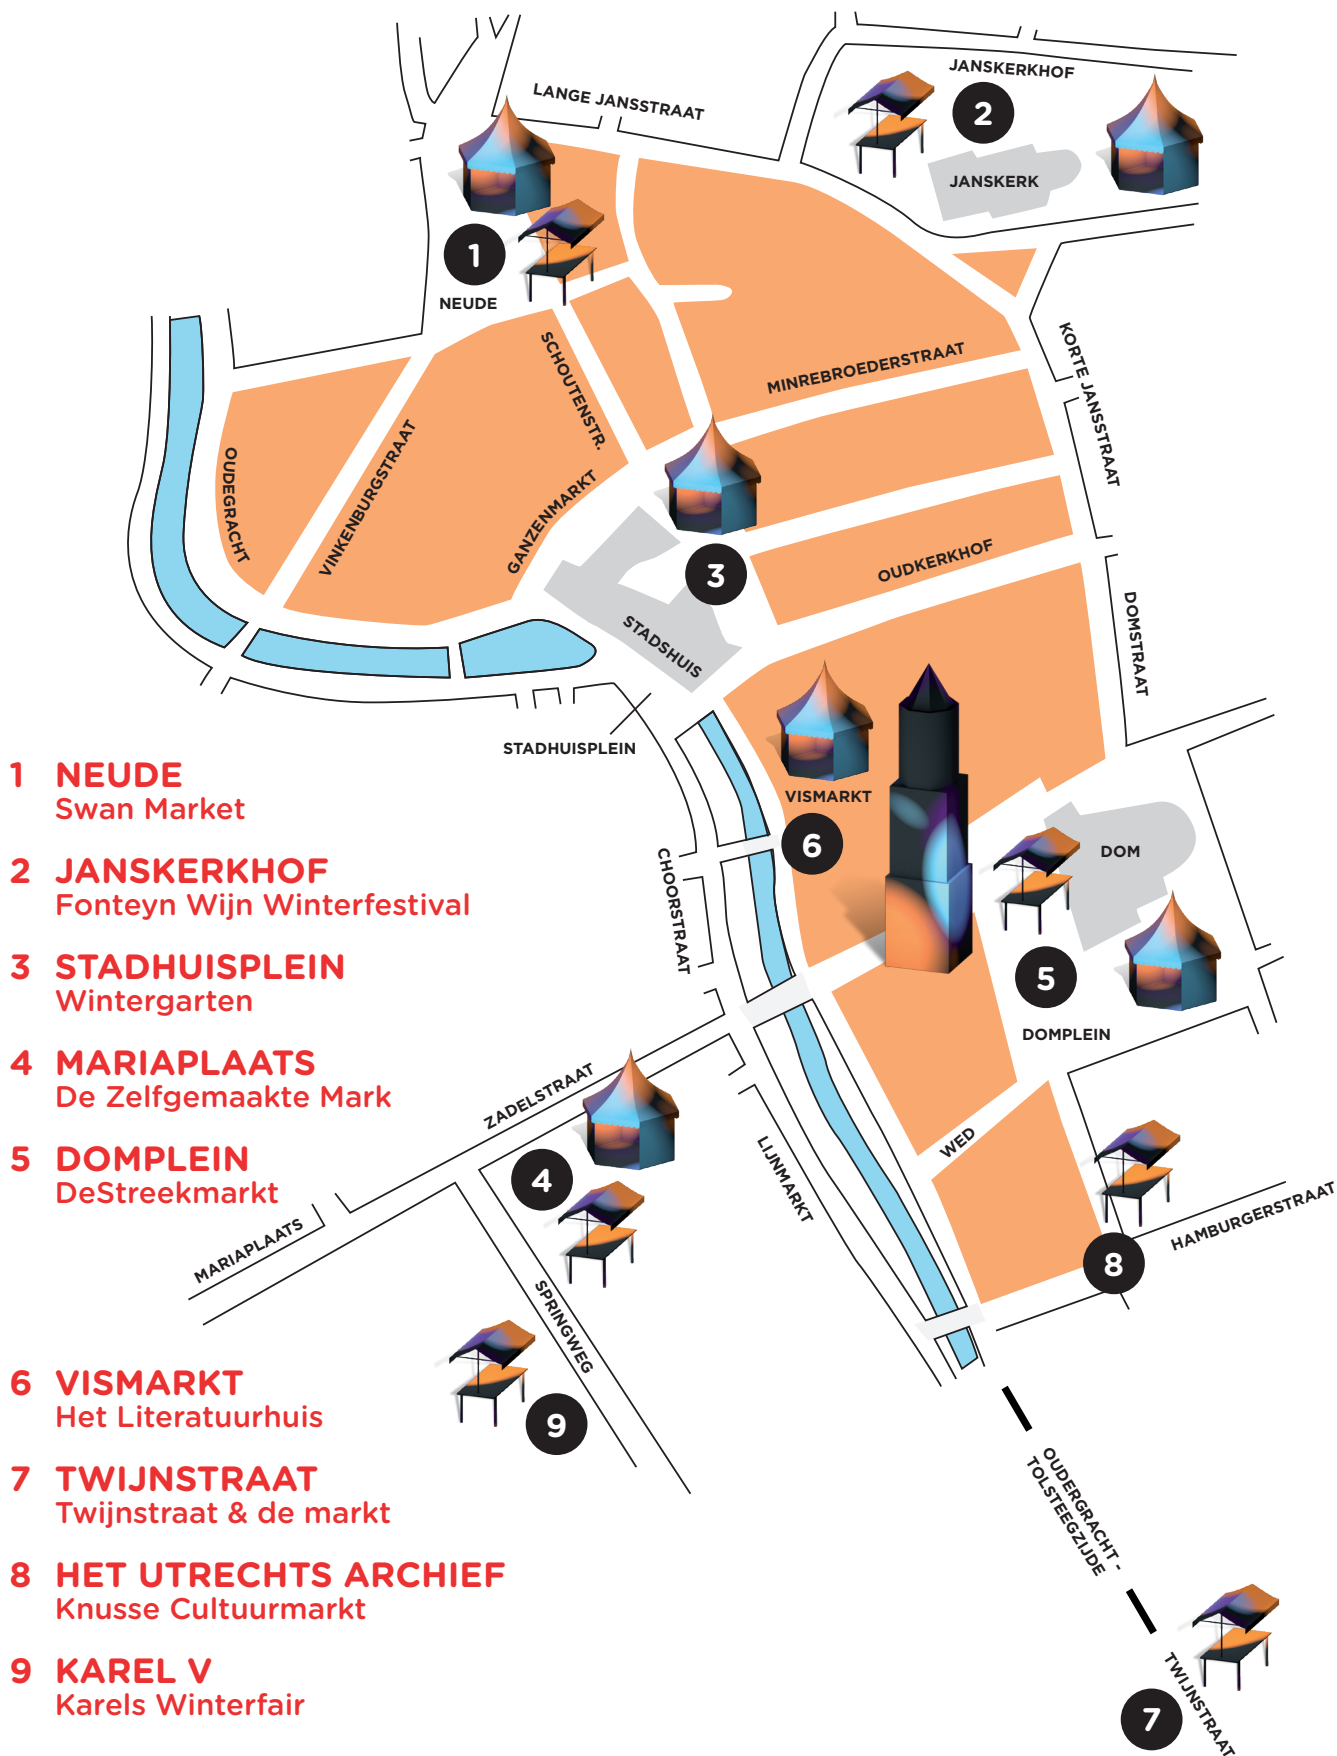 LANGE JANSSTRAAT
JANSKERKHOF
2
JANSKERK
1
NEUDE
SCHOUTENSTR.
MINREBROEDERSTRAAT
KORTE JANSSTRAAT
OUDEGRACHT
VINKENBURGSTRAAT
GANZENMARKT
3
OUDKERKHOF
STADSHUIS
DOMSTRAAT
STADHUISPLEIN
VISMARKT
6
CHOORSTRAAT
DOM
5
DOMPLEIN
ZADELSTRAAT
4
LIJNMARKT
WED
MARIAPLAATS
SPRINGWEG
HAMBURGERSTRAAT
8
9
OUDERGRACHT -
TOLSTEEGZIJDE
TWIJNSTRAAT
7
1 NEUDE
Swan Market
2 JANSKERKHOF
Fonteyn Wijn Winterfestival
3 STADHUISPLEIN
Wintergarten
4 MARIAPLAATS
De Zelfgemaakte Mark
5 DOMPLEIN
DeStreekmarkt
6 VISMARKT
Het Literatuurhuis
7 TWIJNSTRAAT
Twijnstraat & de markt
8 HET UTRECHTS ARCHIEF
Knusse Cultuurmarkt
9 KAREL V
Karels Winterfair